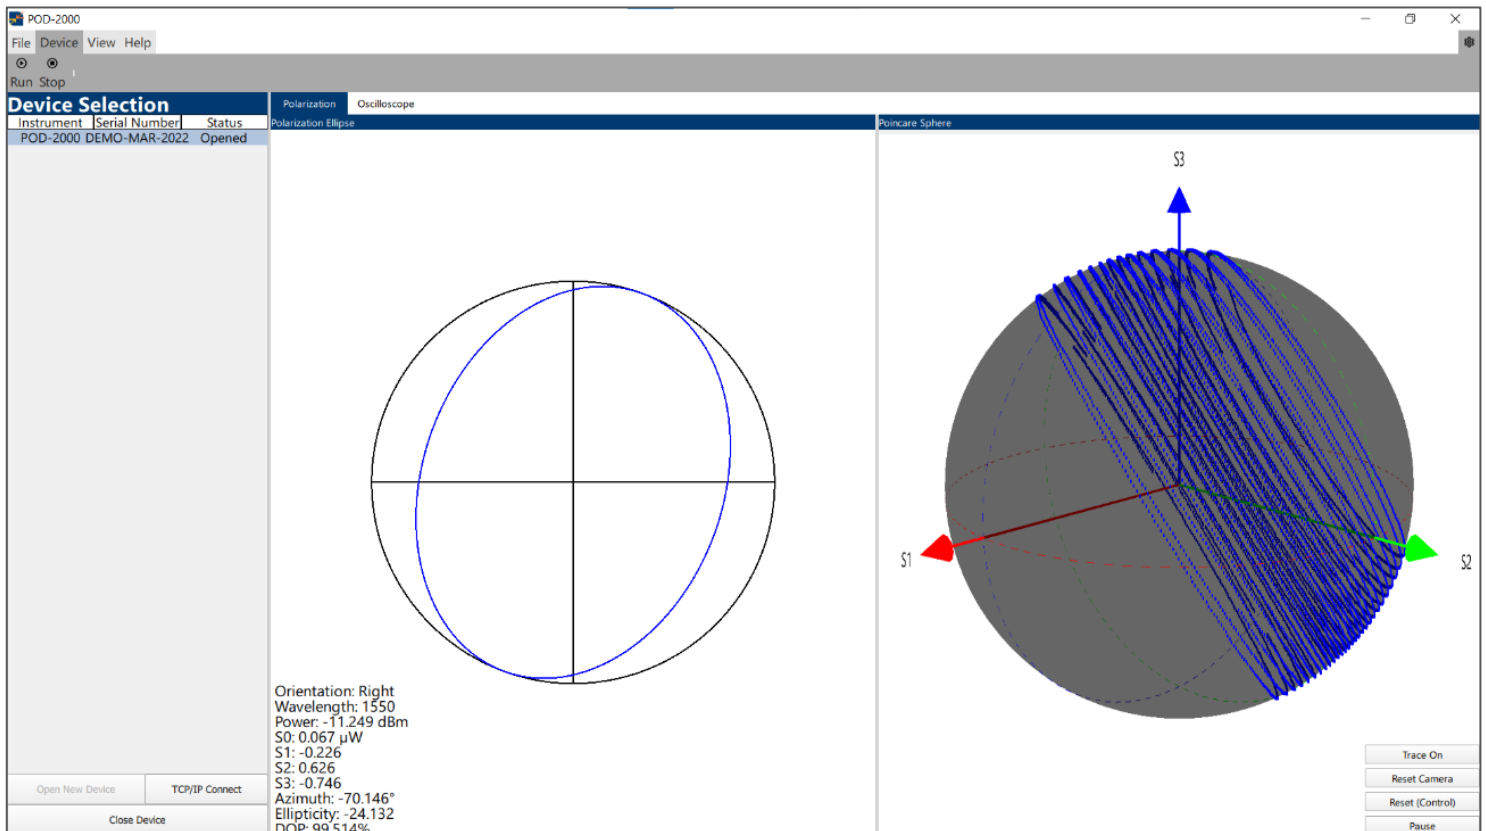 POD-2000
File Device View Help
Run Stop
Device Selection
Instrument Serial Number Status
POD-2000 DEMO-MAR-2022 Opened
Open New Device TCP/IP Connect
Close Device
Polarization Oscilloscope
Polarization Ellipse
Orientation: Right
Wavelength: 1550
Power: -11.249 dBm
S0: 0.067 µW
S1: -0.226
S2: 0.626
S3: -0.746
Azimuth: -70.146°
Ellipticity: -24.132
DOP: 99.514%
Poincare Sphere
S3
S1
S2
Trace On
Reset Camera
Reset (Control)
Pause